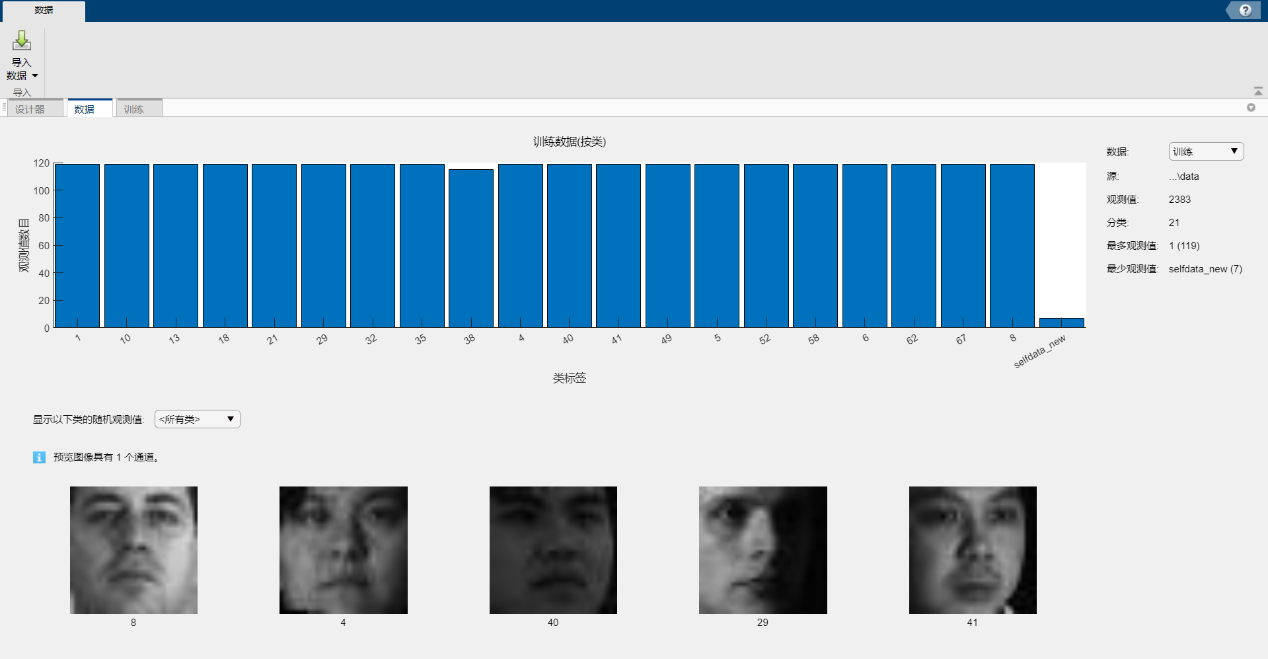 数据
?
导入
数据
导入
设计器
数据
训练
训练数据(按类)
120
100
80
60
40
20
0
观测值数目
1
10
13
18
21
29
32
35
38
4
40
41
49
5
52
58
6
62
67
8
selfdata_new
类标签
数据: 训练
源: ...\data
观测值: 2383
分类: 21
最多观测值: 1 (119)
最少观测值: selfdata_new (7)
显示以下类的随机观测值: <所有类>
i 预览图像具有 1 个通道。
8
4
40
29
41